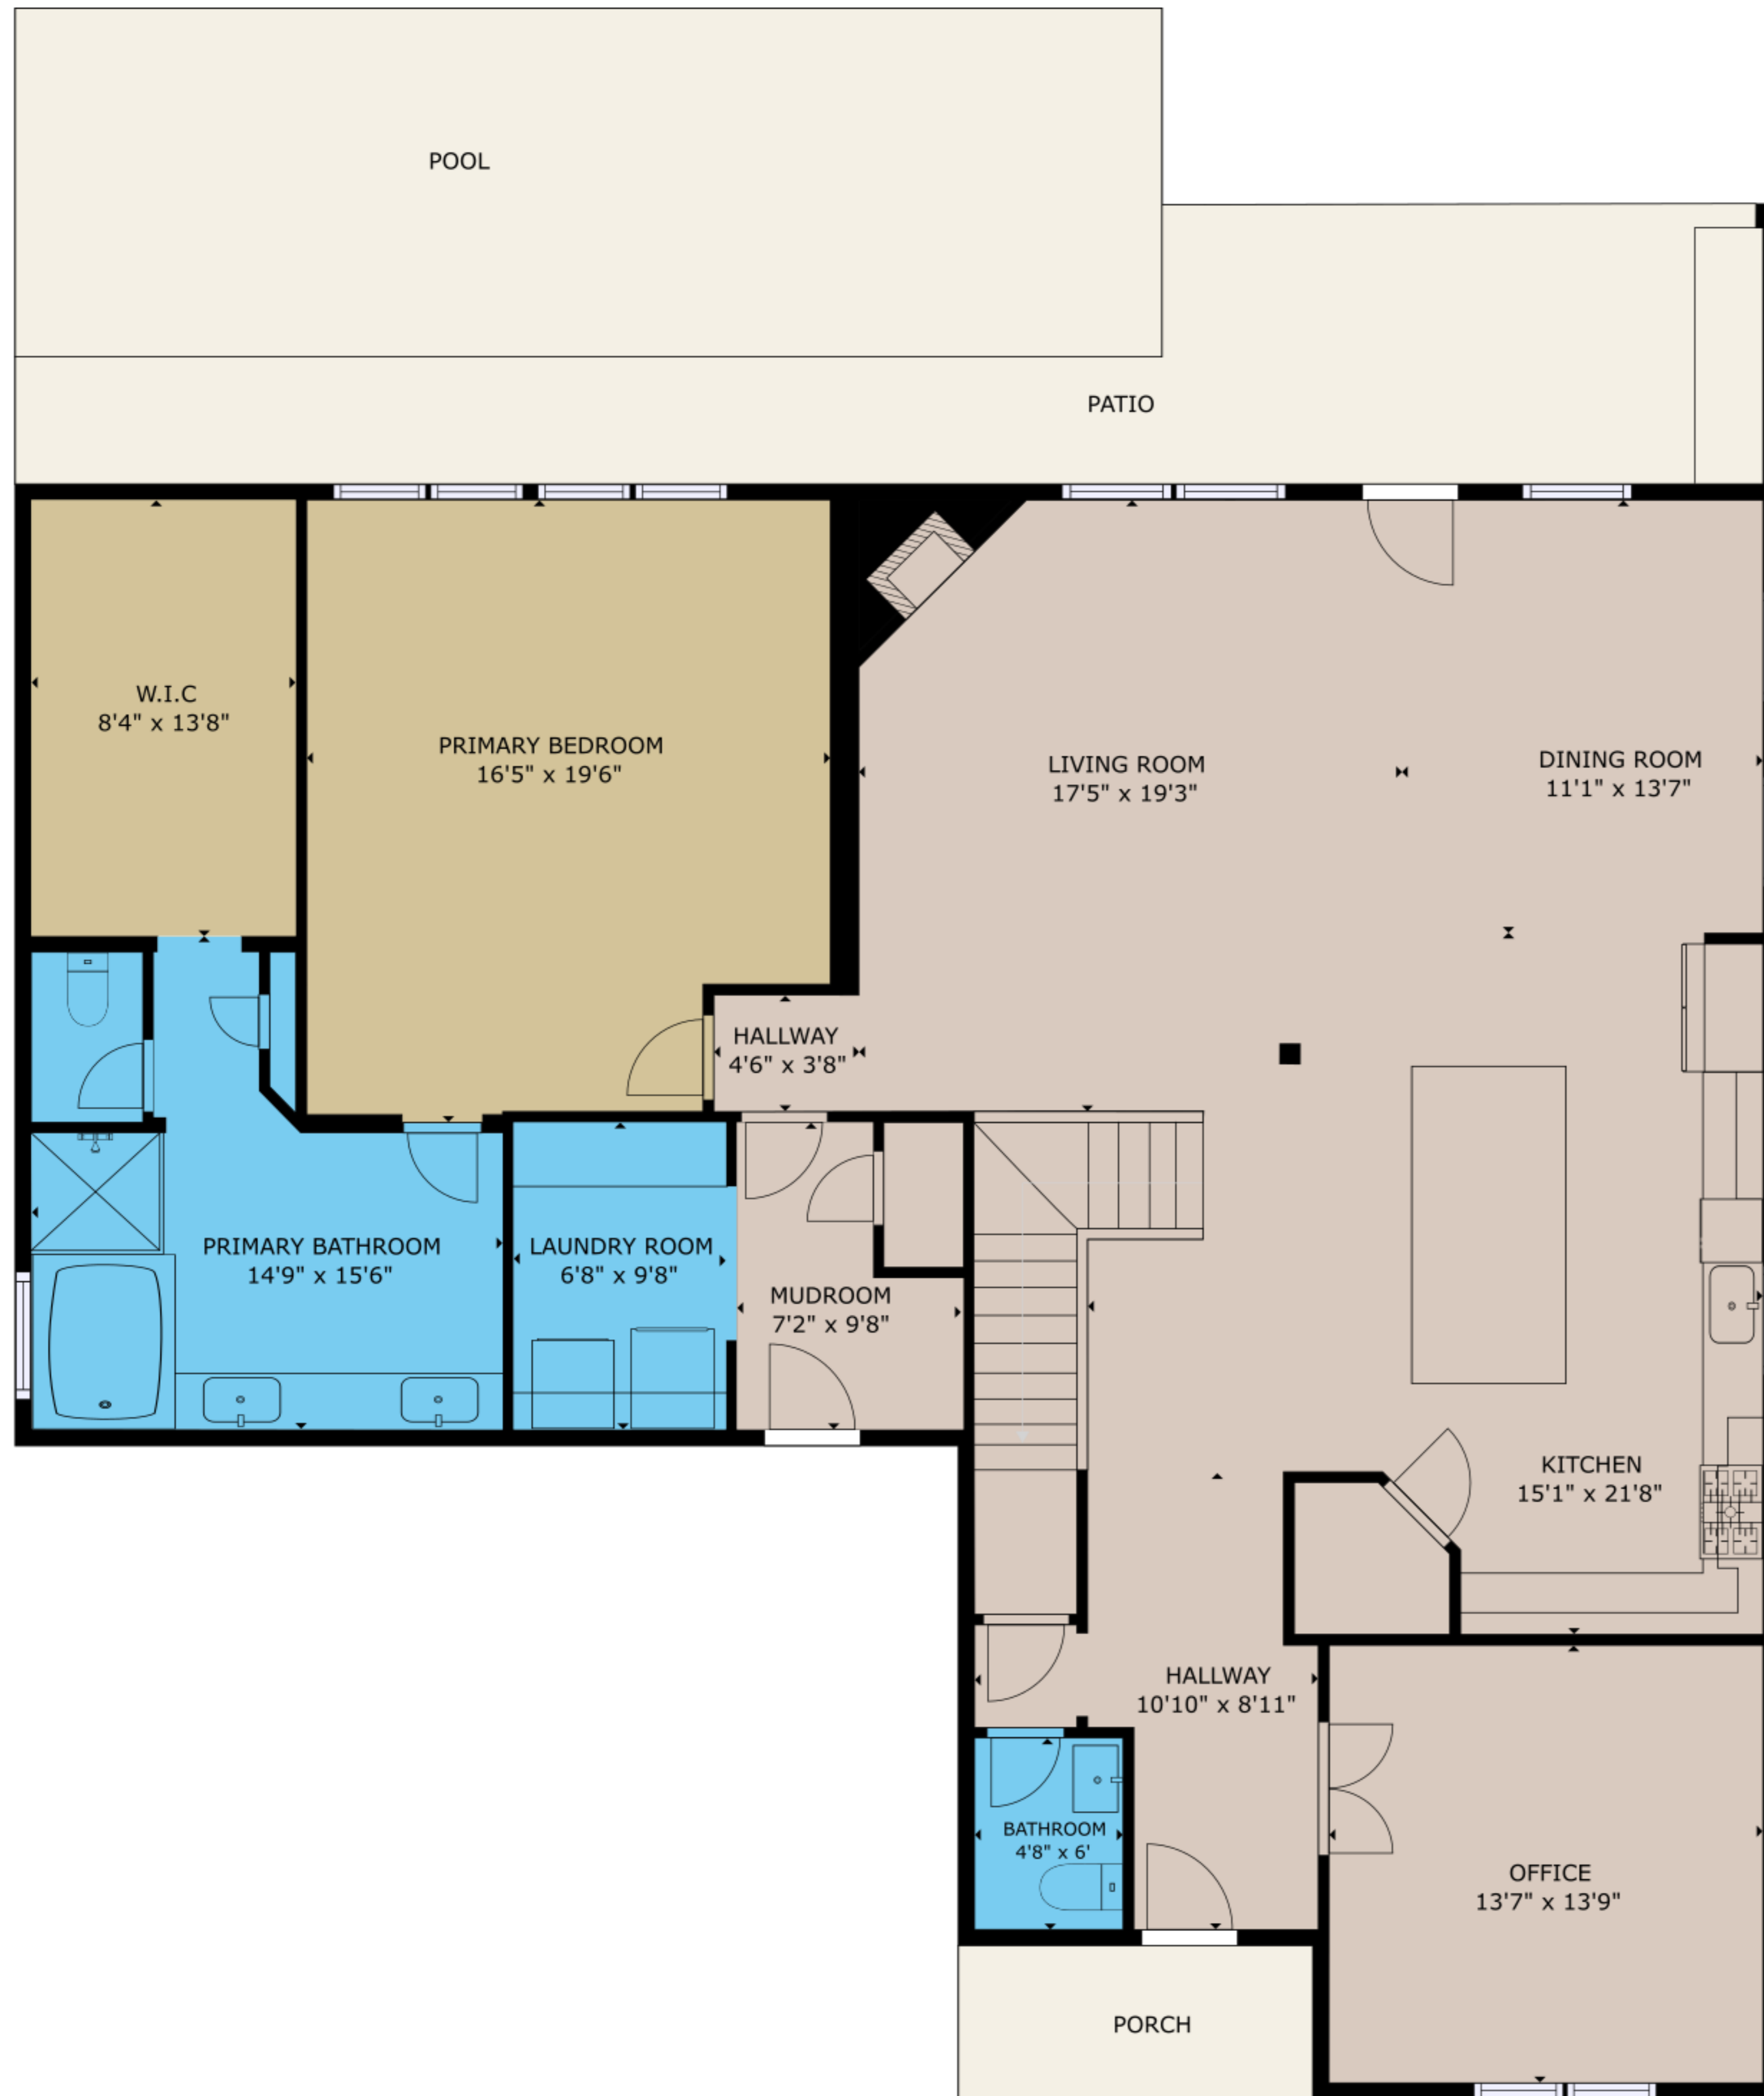 POOL
PATIO
W.I.C
8'4" x 13'8"
PRIMARY BEDROOM
16'5" x 19'6"
LIVING ROOM
17'5" x 19'3"
DINING ROOM
11'1" x 13'7"
HALLWAY
4'6" x 3'8"
PRIMARY BATHROOM
14'9" x 15'6"
LAUNDRY ROOM
6'8" x 9'8"
MUDROOM
7'2" x 9'8"
KITCHEN
15'1" x 21'8"
HALLWAY
10'10" x 8'11"
BATHROOM
4'8" x 6'
OFFICE
13'7" x 13'9"
PORCH